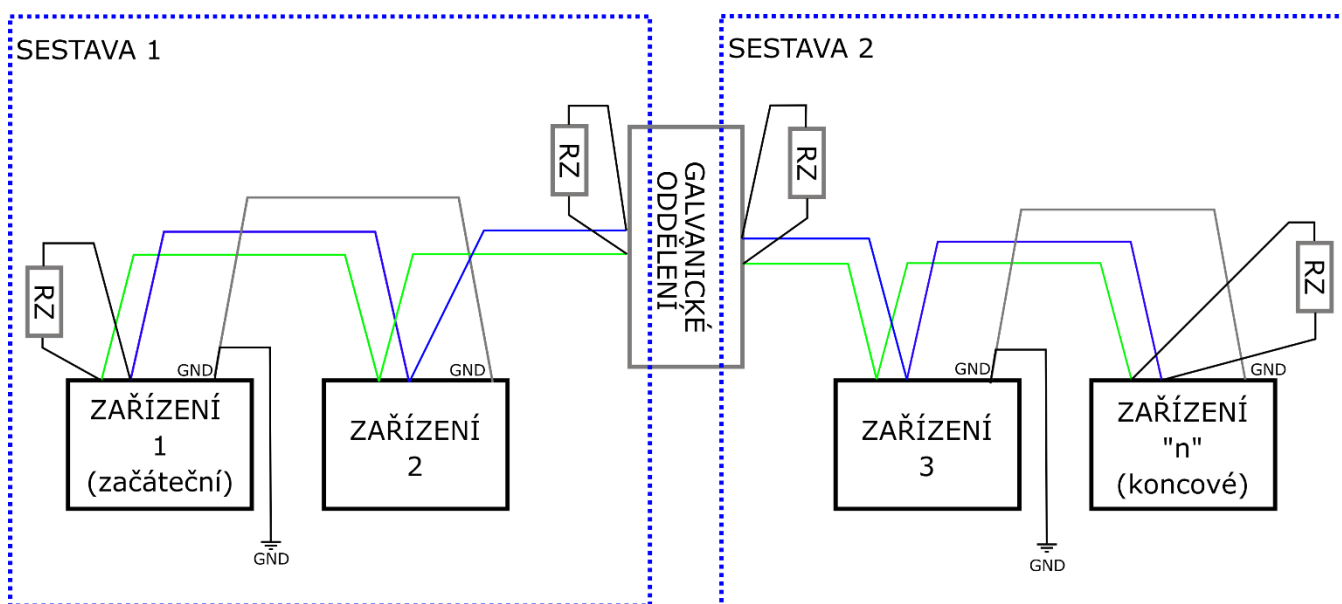 SESTAVA 1
SESTAVA 2
RZ
RZ
GALVANICKÉ
ODDĚLENÍ
RZ
RZ
RZ
GND
ZAŘÍZENÍ
1
(začáteční)
GND
GND
ZAŘÍZENÍ
2
GND
ZAŘÍZENÍ
3
GND
GND
ZAŘÍZENÍ
"n"
(koncové)